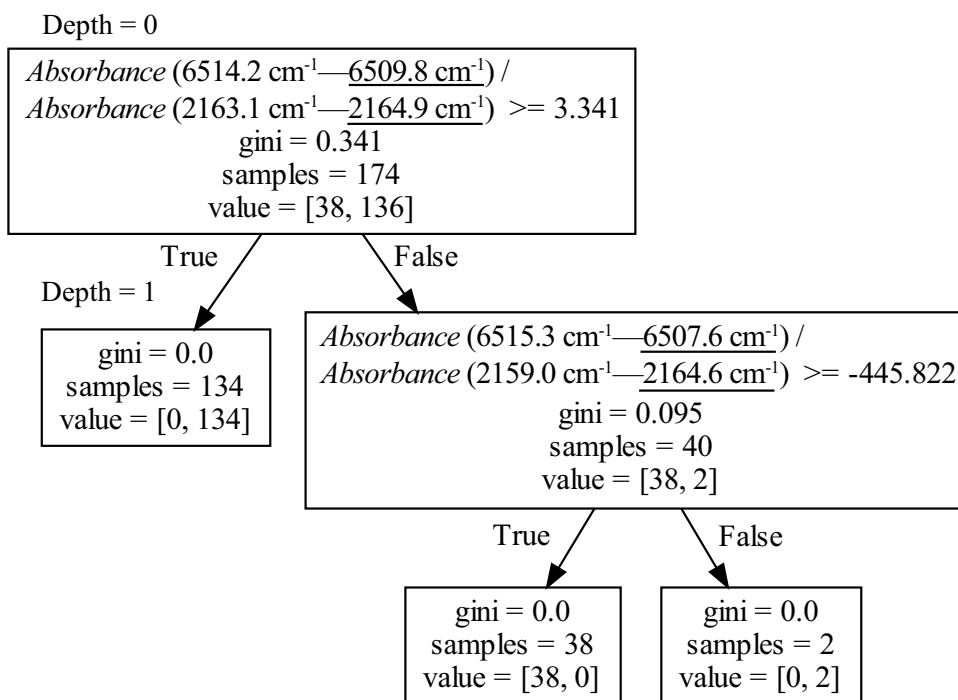 Depth = 0
Absorbance (6514.2 cm⁻¹—6509.8 cm⁻¹) /
Absorbance (2163.1 cm⁻¹—2164.9 cm⁻¹) >= 3.341
gini = 0.341
samples = 174
value = [38, 136]
True
False
Depth = 1
gini = 0.0
samples = 134
value = [0, 134]
Absorbance (6515.3 cm⁻¹—6507.6 cm⁻¹) /
Absorbance (2159.0 cm⁻¹—2164.6 cm⁻¹) >= -445.822
gini = 0.095
samples = 40
value = [38, 2]
True
False
gini = 0.0
samples = 38
value = [38, 0]
gini = 0.0
samples = 2
value = [0, 2]